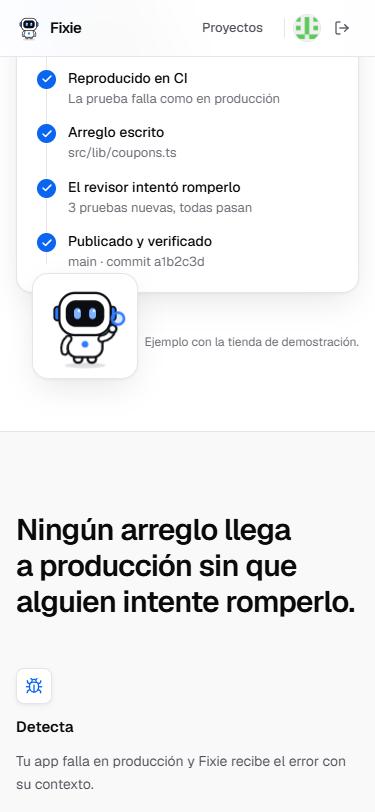 Fixie
Proyectos
Reproducido en CI
La prueba falla como en producción
Arreglo escrito
src/lib/coupons.ts
El revisor intentó romperlo
3 pruebas nuevas, todas pasan
Publicado y verificado
main · commit a1b2c3d
Ejemplo con la tienda de demostración.
Ningún arreglo llega
a producción sin que
alguien intente romperlo.
Detecta
Tu app falla en producción y Fixie recibe el error con
su contexto.